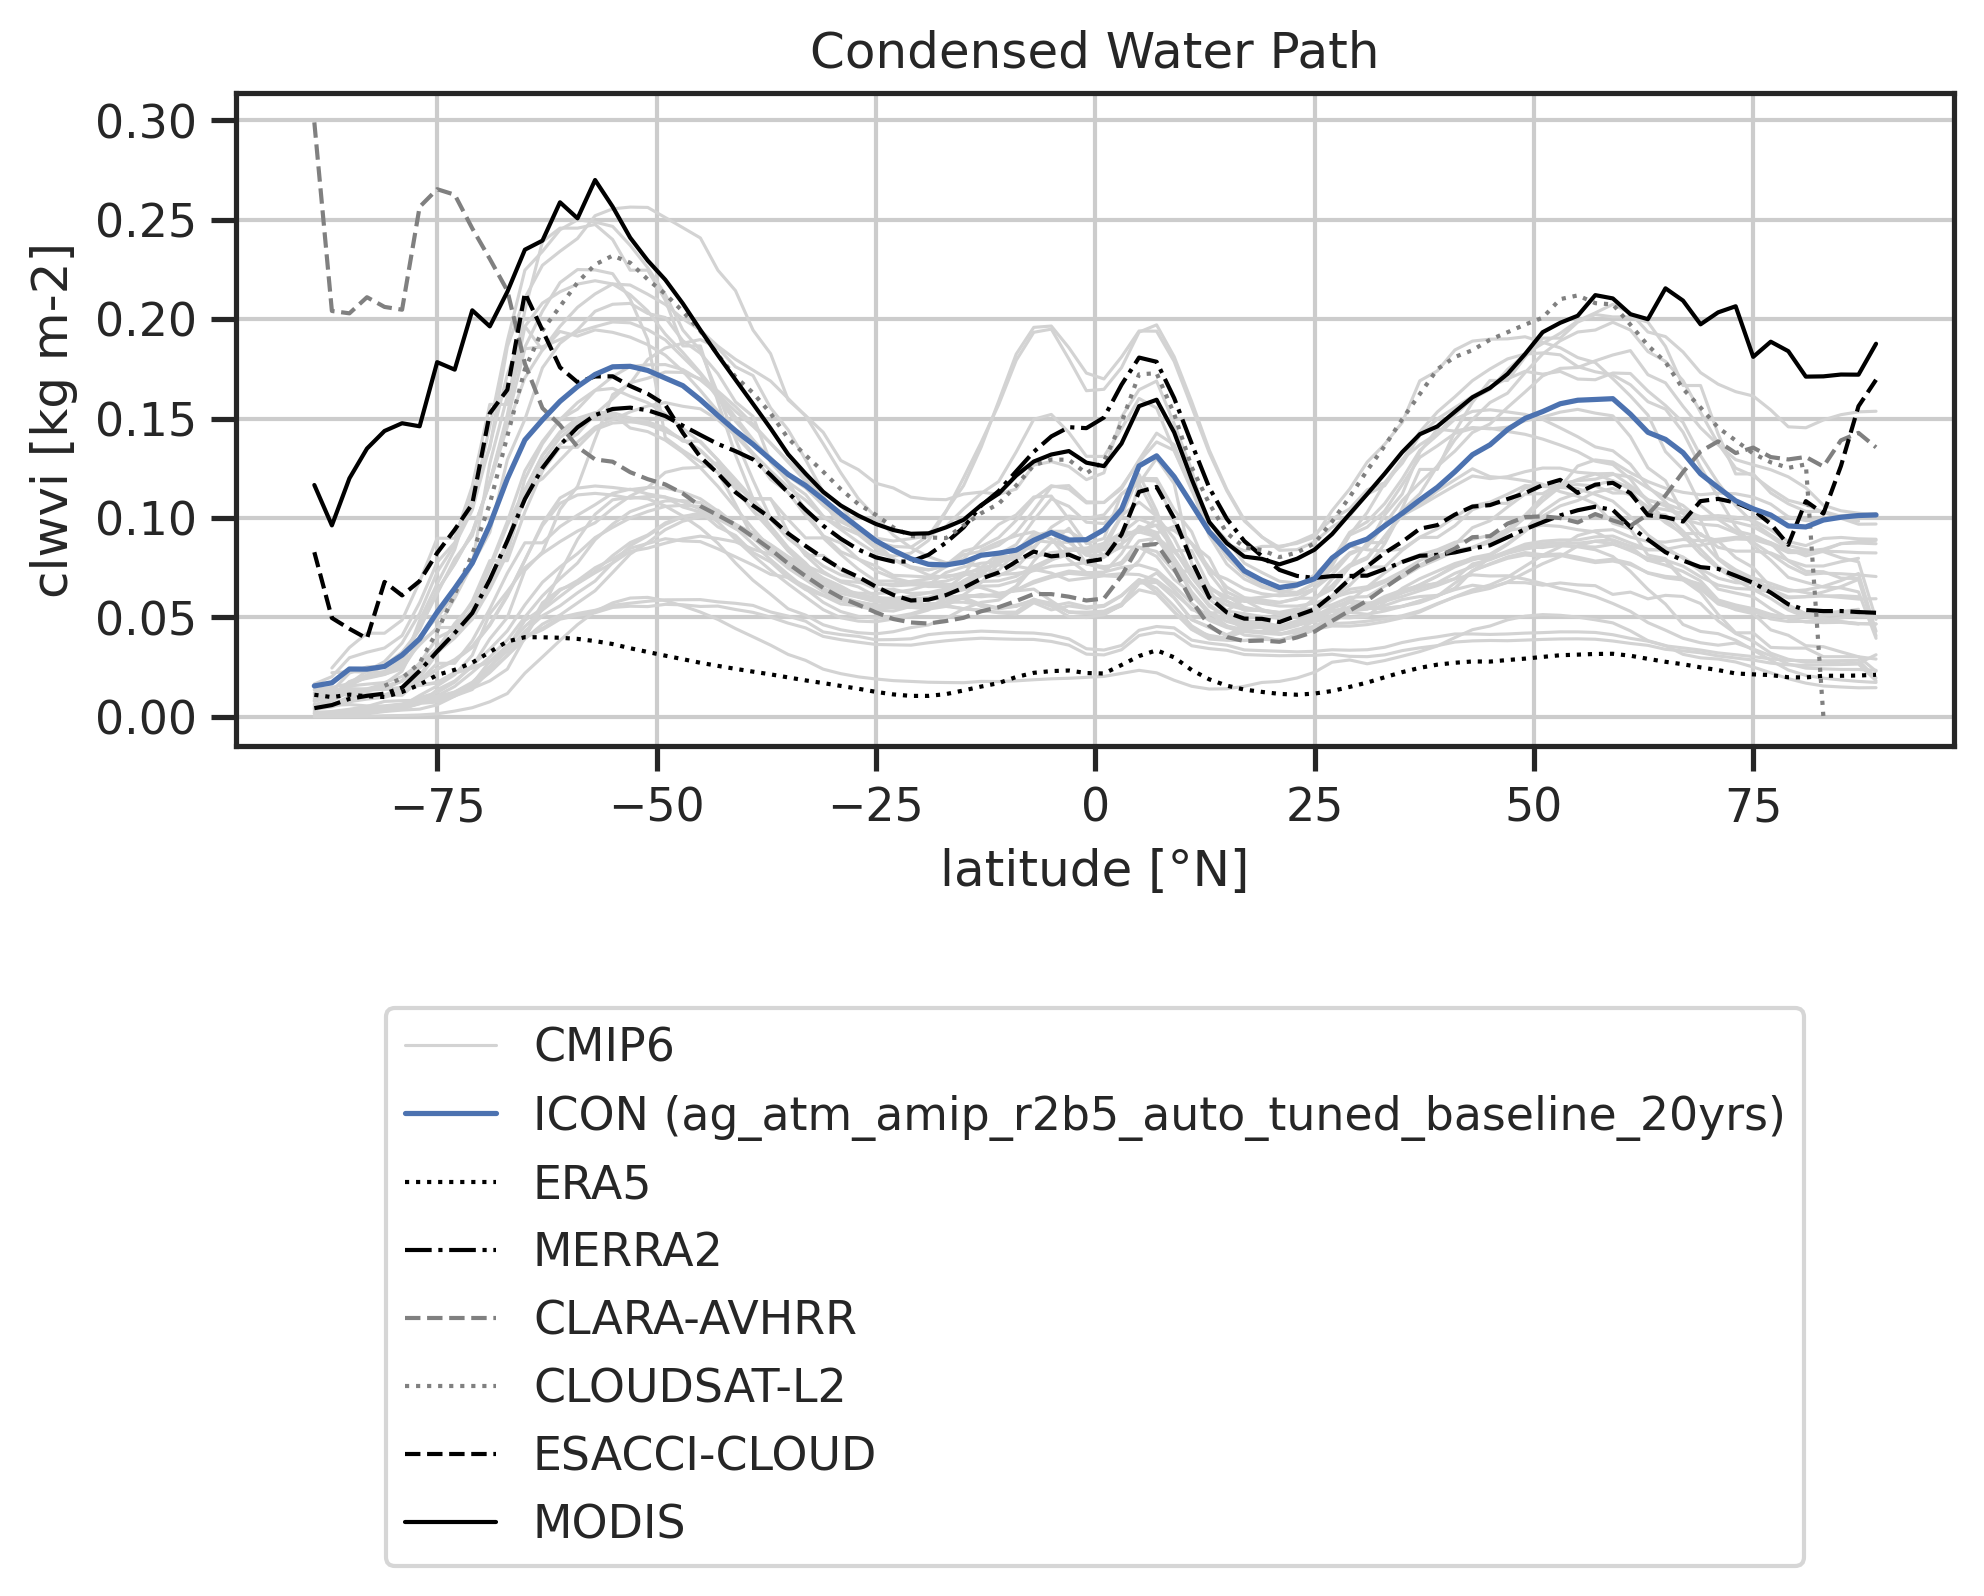 Condensed Water Path
0.30
0.25
0.20
0.15
0.10
0.05
0.00
clwvi [kg m-2]
−75 −50 −25 0 25 50 75
latitude [°N]
CMIP6
ICON (ag_atm_amip_r2b5_auto_tuned_baseline_20yrs)
ERA5
MERRA2
CLARA-AVHRR
CLOUDSAT-L2
ESACCI-CLOUD
MODIS